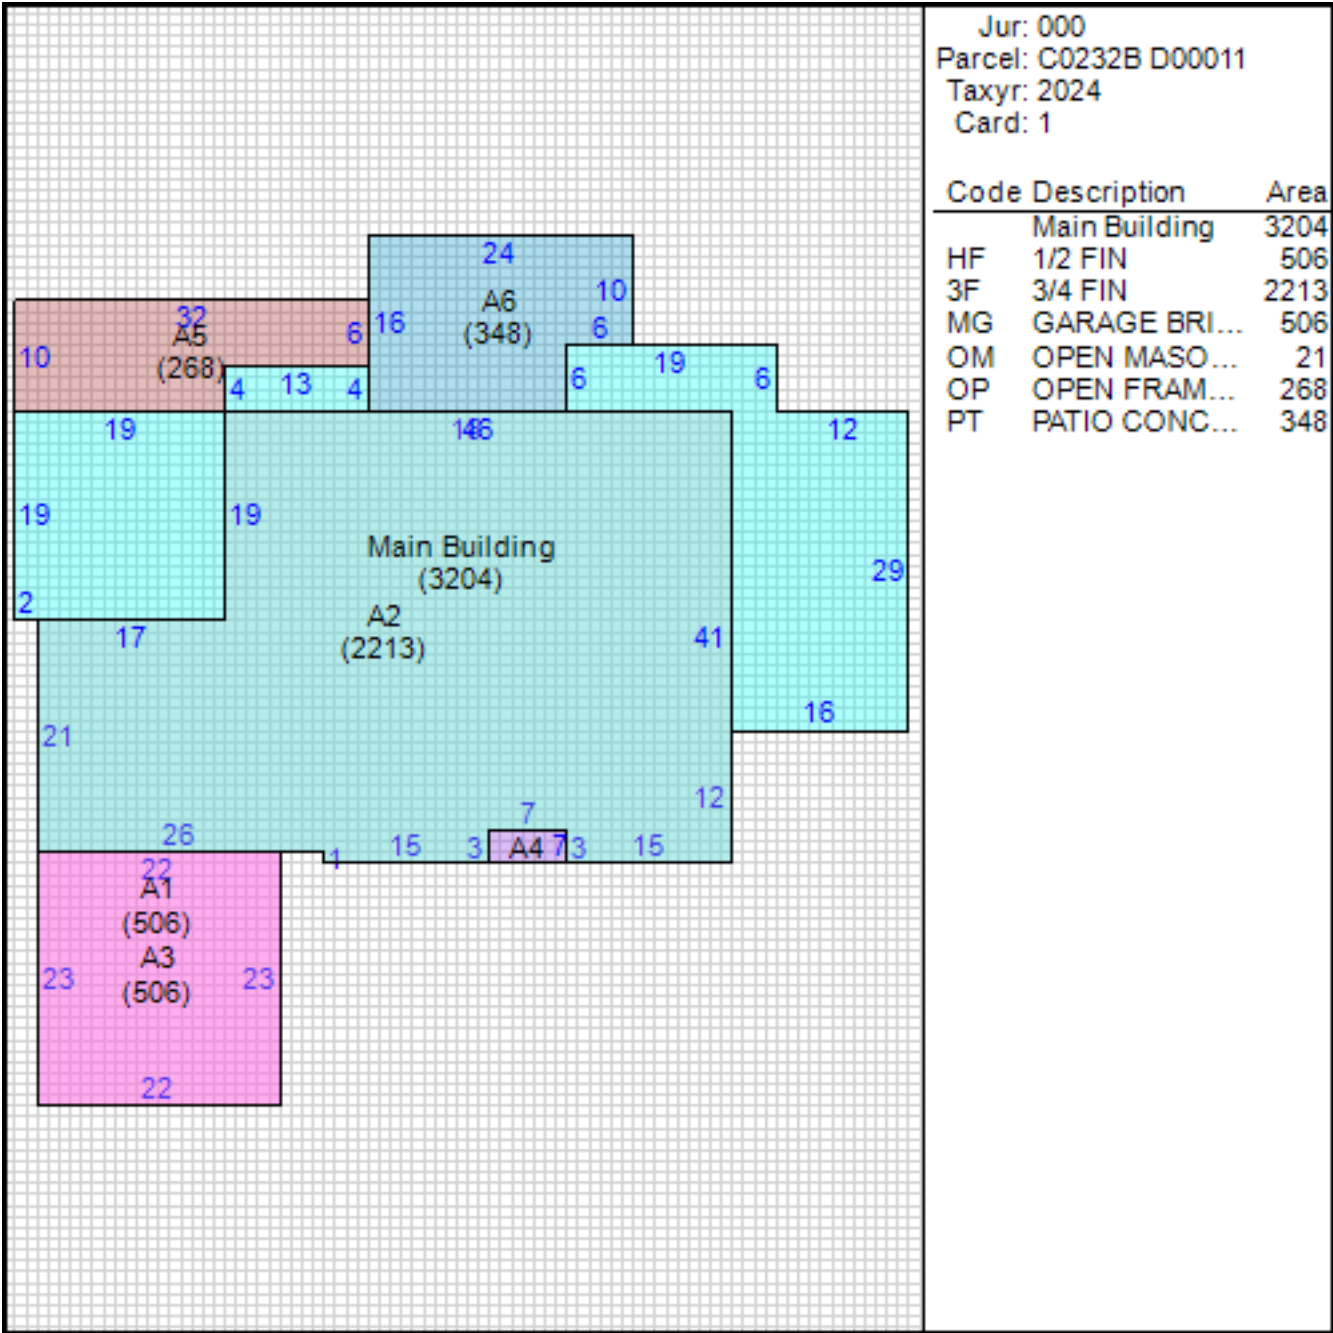 Jur: 000
Parcel: C0232B D00011
Taxyr: 2024
Card: 1
Code Description Area
Main Building 3204
HF 1/2 FIN 506
3F 3/4 FIN 2213
MG GARAGE BRI... 506
OM OPEN MASO... 21
OP OPEN FRAM... 268
PT PATIO CONC... 348
24
A6
(348)
10
16
6
32
A5
(268)
6
10
4
13
4
6
19
6
19
18
46
12
19
19
Main Building
(3204)
29
2
A2
(2213)
17
41
16
21
12
7
26
1
15
3
A4
7
3
15
22
A1
(506)
A3
(506)
23
23
22